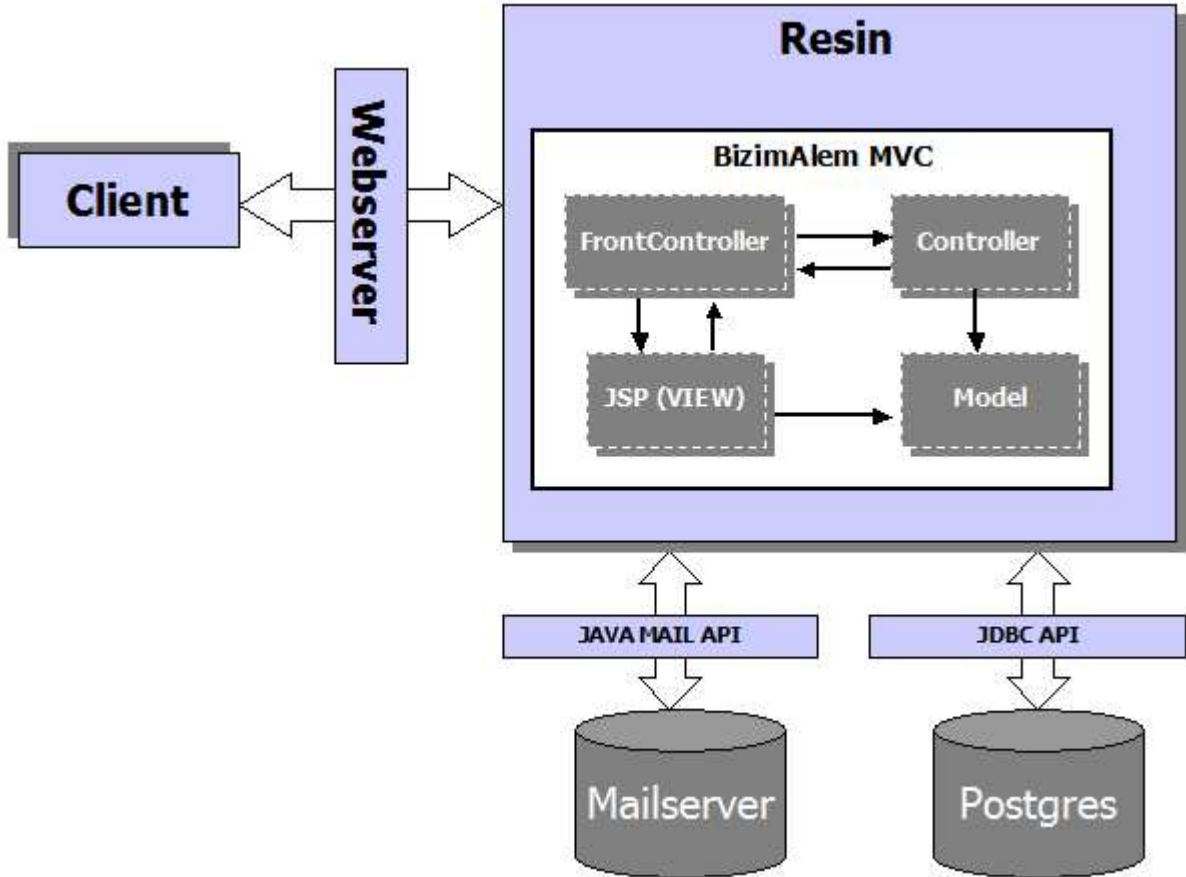 Resin
Webserver
Client
BizimAlem MVC
FrontController
Controller
JSP (VIEW)
Model
JAVA MAIL API
JDBC API
Mailserver
Postgres